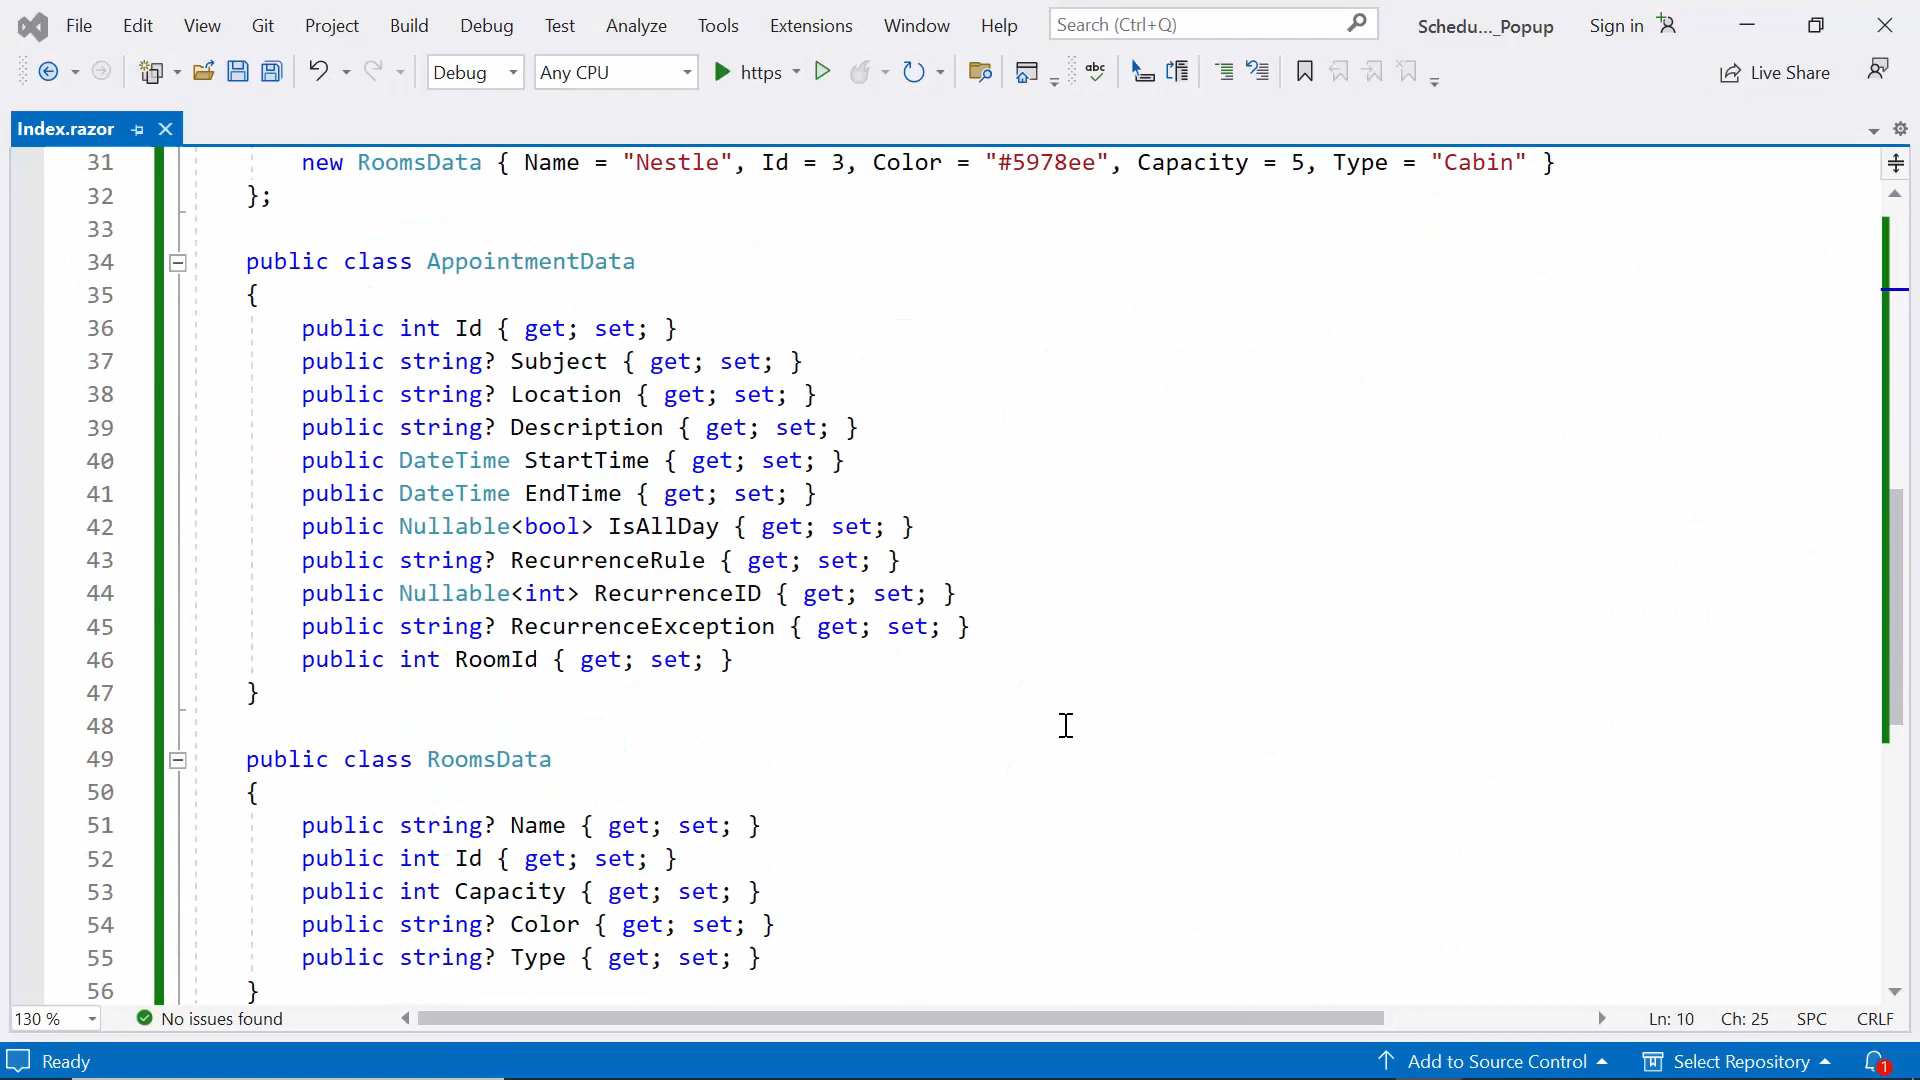 File Edit View Git Project Build Debug Test Analyze Tools Extensions Window Help Search (Ctrl+Q) Schedu..._Popup Sign in
Debug Any CPU https abc Live Share
Index.razor
31 new RoomsData { Name = "Nestle", Id = 3, Color = "#5978ee", Capacity = 5, Type = "Cabin" }
32 };
33
34 public class AppointmentData
35 {
36 public int Id { get; set; }
37 public string? Subject { get; set; }
38 public string? Location { get; set; }
39 public string? Description { get; set; }
40 public DateTime StartTime { get; set; }
41 public DateTime EndTime { get; set; }
42 public Nullable<bool> IsAllDay { get; set; }
43 public string? RecurrenceRule { get; set; }
44 public Nullable<int> RecurrenceID { get; set; }
45 public string? RecurrenceException { get; set; }
46 public int RoomId { get; set; }
47 }
48
49 public class RoomsData
50 {
51 public string? Name { get; set; }
52 public int Id { get; set; }
53 public int Capacity { get; set; }
54 public string? Color { get; set; }
55 public string? Type { get; set; }
56 }
130 % No issues found Ln: 10 Ch: 25 SPC CRLF
Ready Add to Source Control Select Repository 1